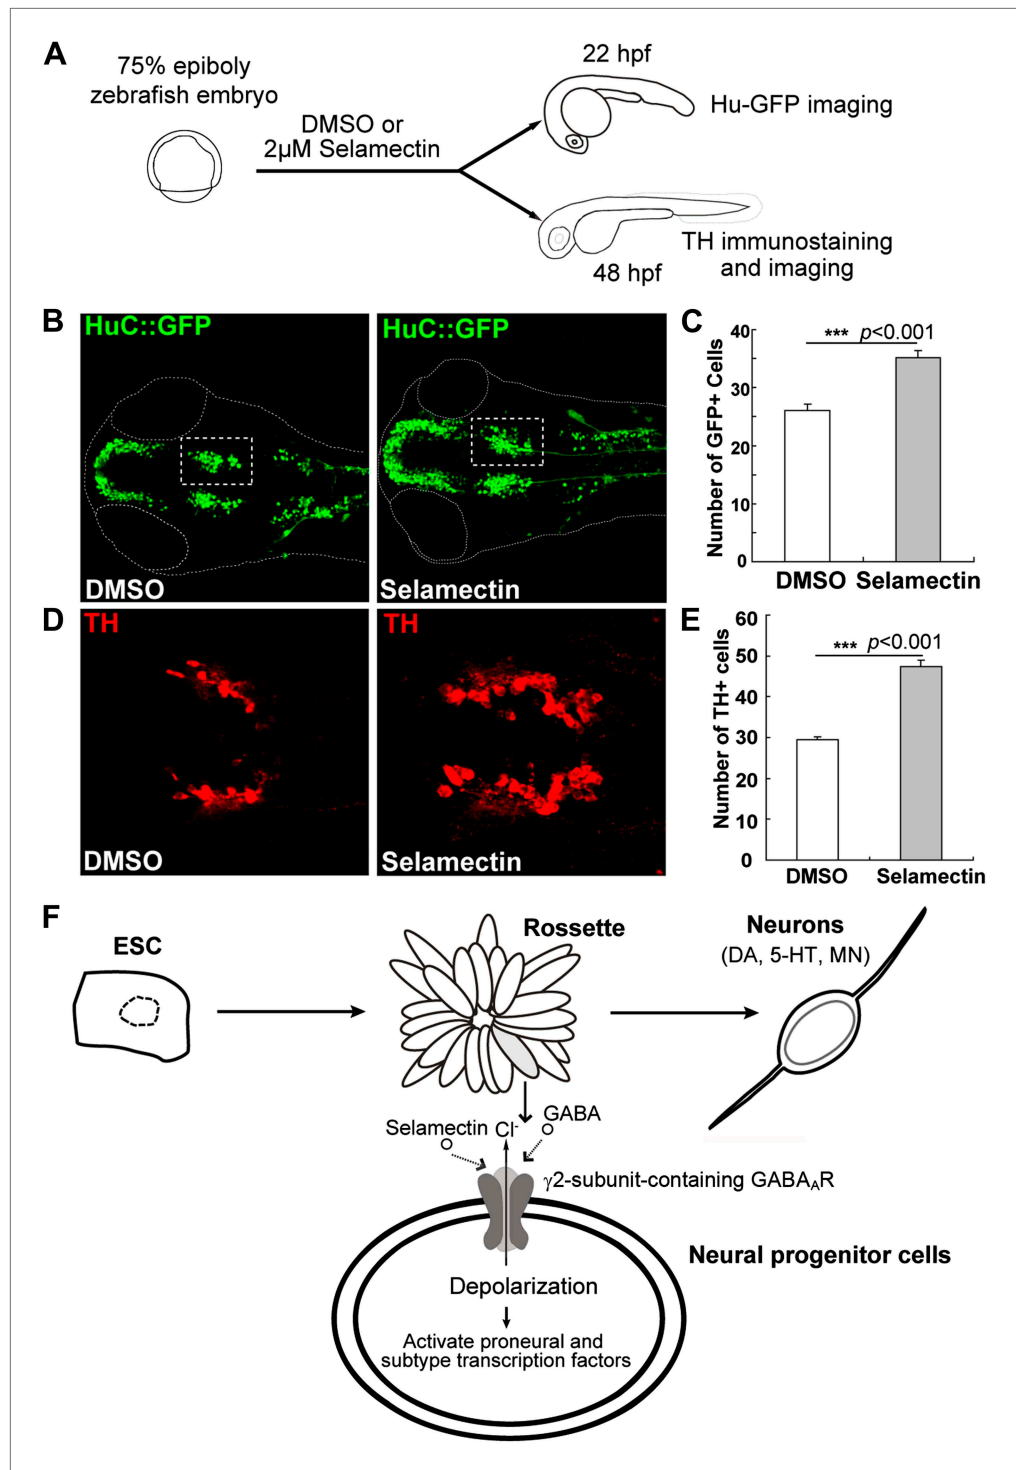 A
75% epiboly
zebrafish embryo
DMSO or
2μM Selamectin
22 hpf
Hu-GFP imaging
48 hpf
TH immunostaining
and imaging
B
HuC::GFP
DMSO
HuC::GFP
Selamectin
C
Number of GFP+ Cells
40
30
20
10
0
*** p<0.001
DMSO Selamectin
D
TH
DMSO
TH
Selamectin
E
Number of TH+ cells
60
50
40
30
20
10
0
*** p<0.001
DMSO Selamectin
F
ESC
Rossette
Neurons
(DA, 5-HT, MN)
Selamectin
Cl-
GABA
γ2-subunit-containing GABAAR
Neural progenitor cells
Depolarization
Activate proneural and
subtype transcription factors